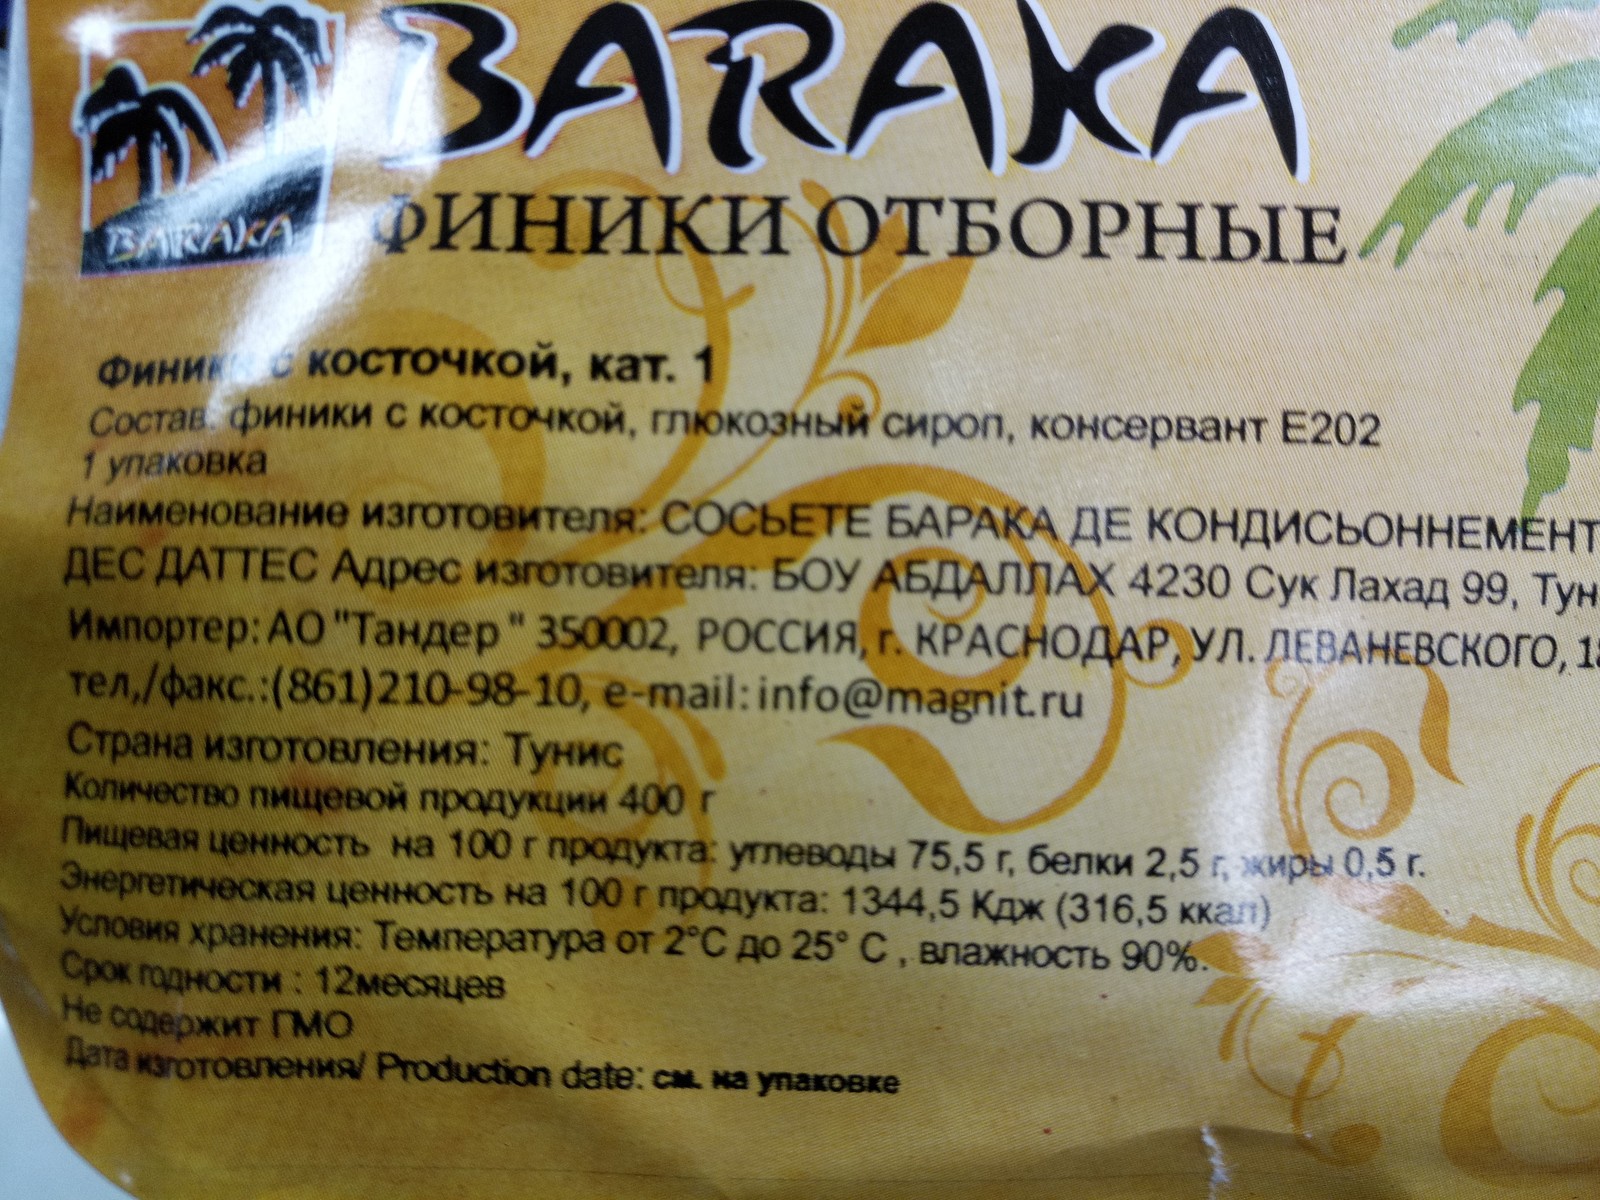 BARAKA
BARAKA
ФИНИКИ ОТБОРНЫЕ
Финики с косточкой, кат. 1
Состав: финики с косточкой, глюкозный сироп, консервант Е202
1 упаковка
Наименование изготовителя: СОСЬЕТЕ БАРАКА ДЕ КОНДИСЬОННЕМЕНТ
ДЕС ДАТТЕС Адрес изготовителя: БОУ АБДАЛЛАХ 4230 Сук Лахад 99,
Импортер: АО "Тандер " 350002, РОССИЯ, г. КРАСНОДАР, УЛ. ЛЕВАНЕВСКОГО,
тел,/факс.:(861)210-98-10, e-mail: info@magnit.ru
Страна изготовления: Тунис
Количество пищевой продукции 400 г
Пищевая ценность на 100 г продукта: углеводы 75,5 г, белки 2,5 г, жиры 0,5 г.
Энергетическая ценность на 100 г продукта: 1344,5 Кдж (316,5 ккал)
Условия хранения: Температура от 2°С до 25° С , влажность 90%.
Срок годности : 12месяцев
Не содержит ГМО
Дата изготовления/ Production date: см. на упаковке